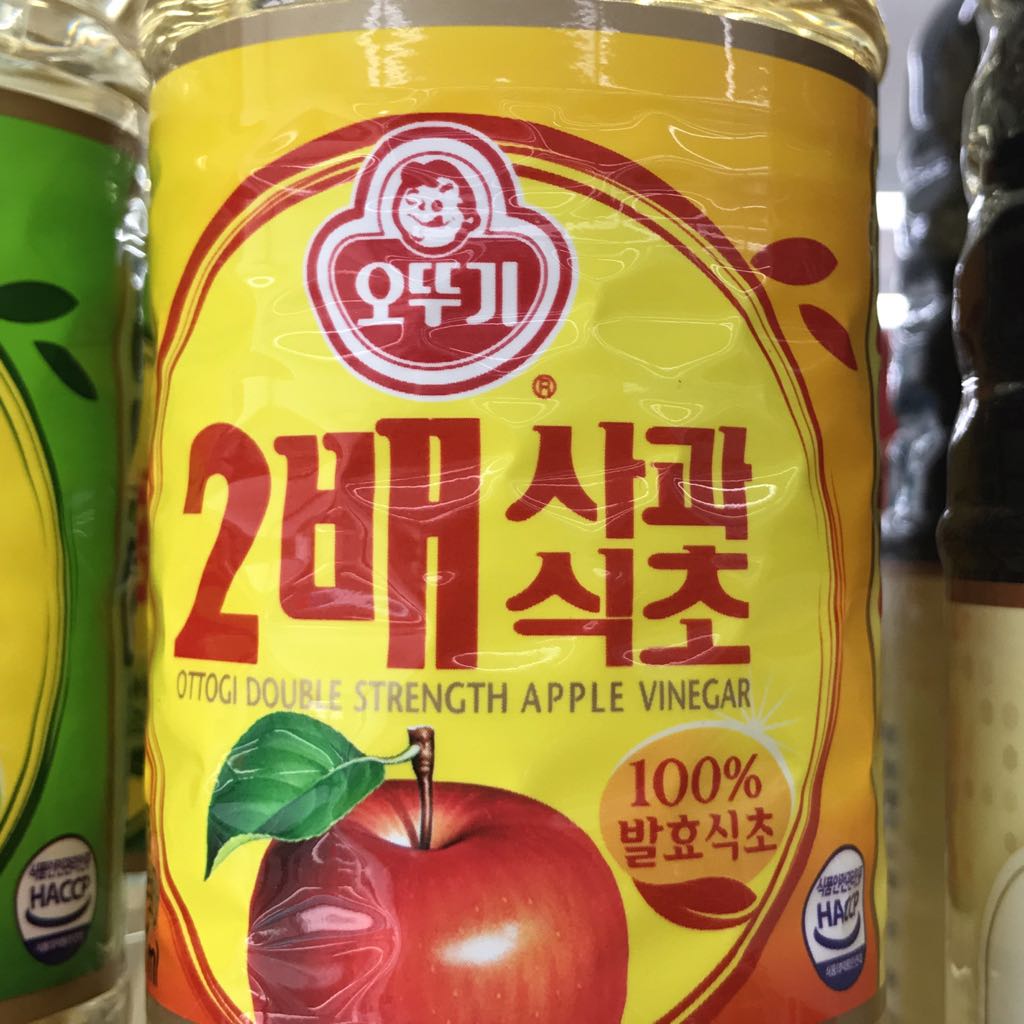 오뚜기
®
2배 사과
식초
OTTOGI DOUBLE STRENGTH APPLE VINEGAR
100%
발효식초
HACCP
HACCP